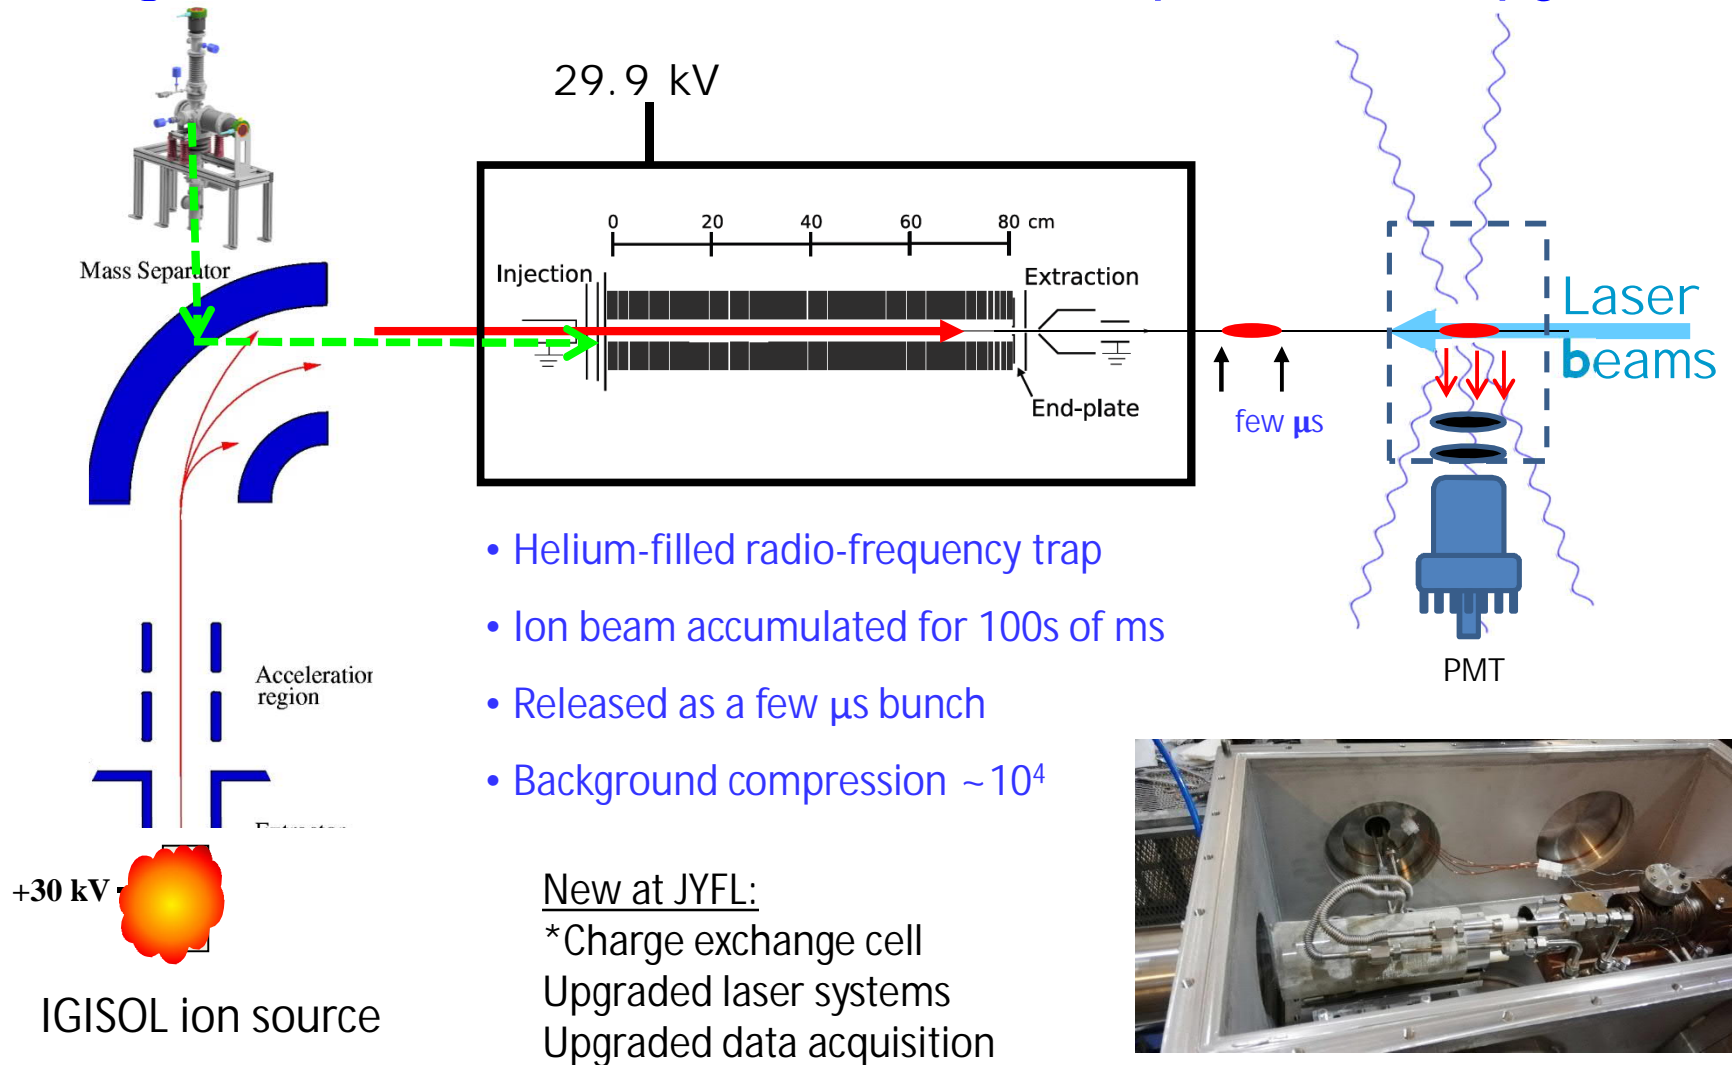 29.9 kV
0 20 40 60 80 cm
Mass Separator
Injection
Extraction
Laser
beams
End-plate
few μs
• Helium-filled radio-frequency trap
• Ion beam accumulated for 100s of ms
PMT
Acceleration
region
• Released as a few μs bunch
• Background compression ~10⁴
+30 kV
New at JYFL:
*Charge exchange cell
Upgraded laser systems
IGISOL ion source
Upgraded data acquisition